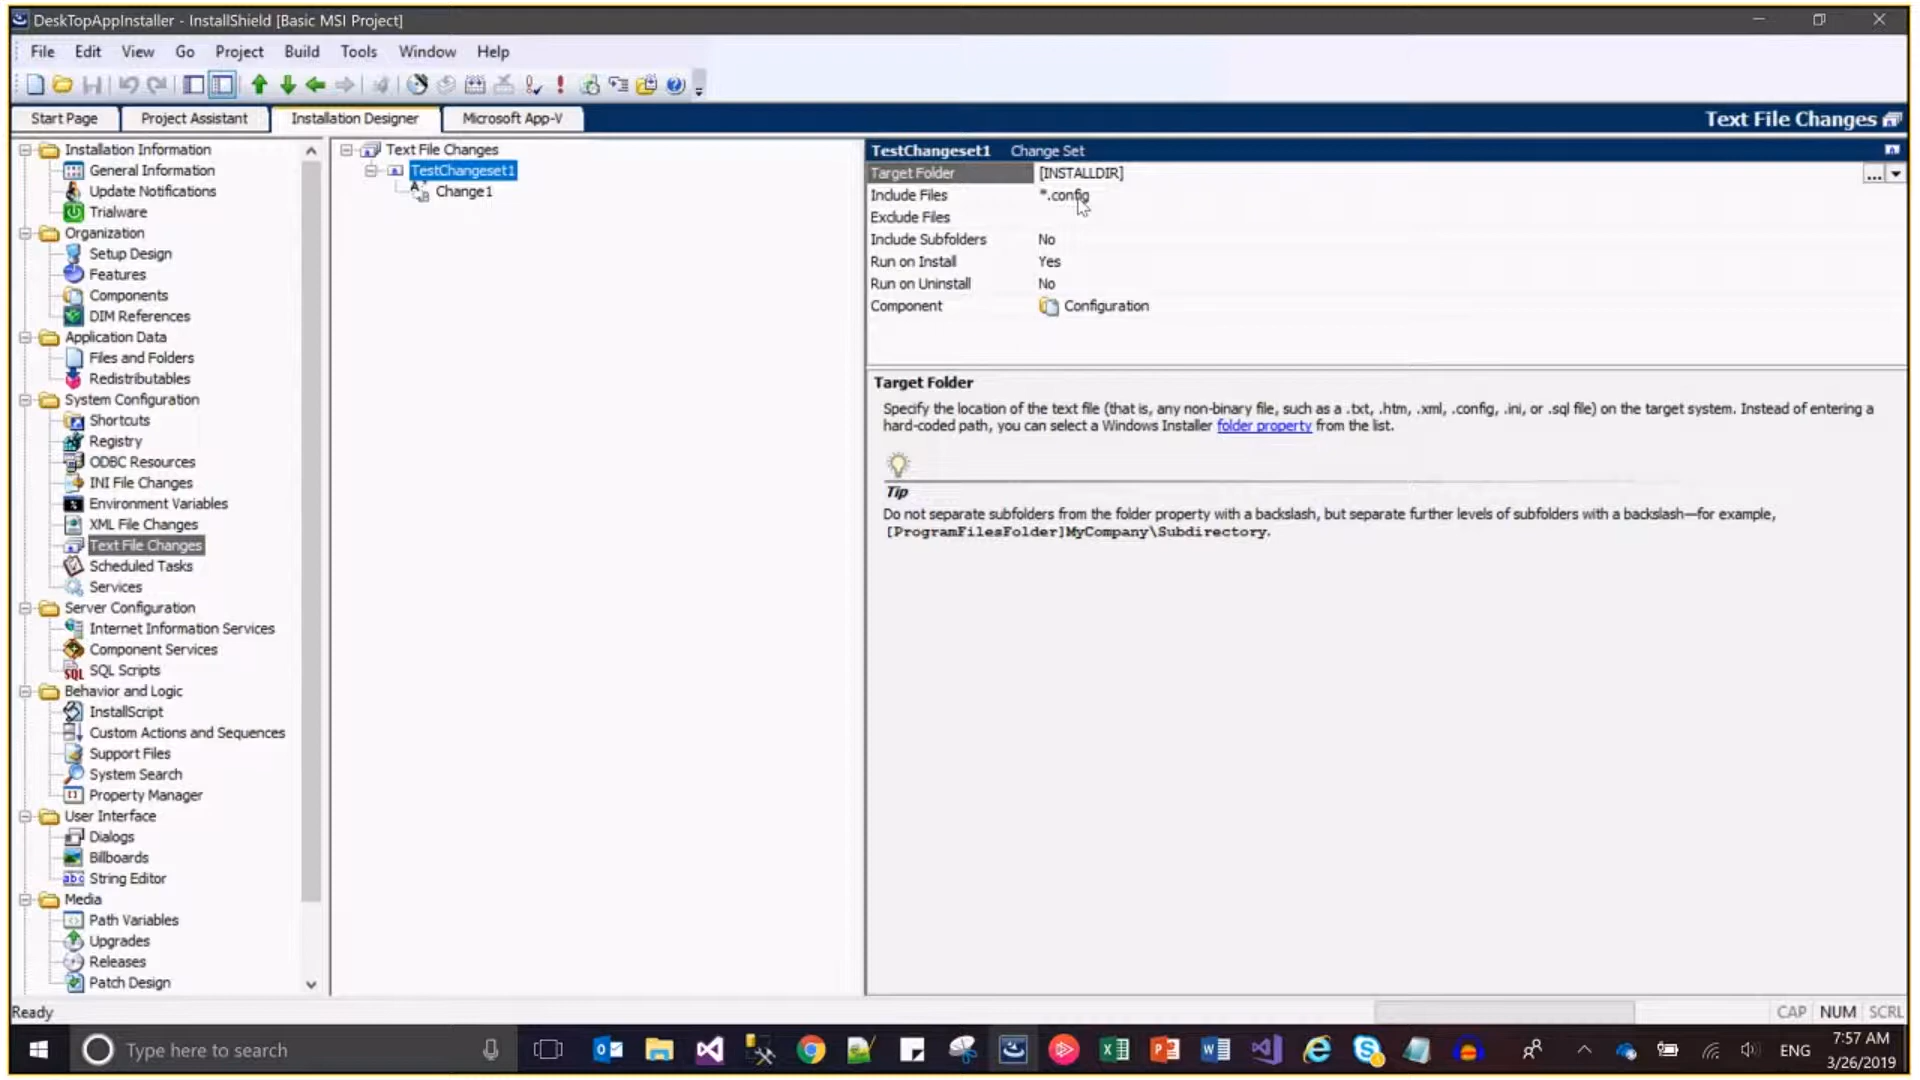 DeskTopAppInstaller - InstallShield [Basic MSI Project]
File Edit View Go Project Build Tools Window Help
Start Page Project Assistant Installation Designer Microsoft App-V Text File Changes
Installation Information
General Information
Update Notifications
Trialware
Organization
Setup Design
Features
Components
DIM References
Application Data
Files and Folders
Redistributables
System Configuration
Shortcuts
Registry
ODBC Resources
INI File Changes
Environment Variables
XML File Changes
Text File Changes
Scheduled Tasks
Services
Server Configuration
Internet Information Services
Component Services
SQL Scripts
Behavior and Logic
InstallScript
Custom Actions and Sequences
Support Files
System Search
Property Manager
User Interface
Dialogs
Billboards
String Editor
Media
Path Variables
Upgrades
Releases
Patch Design
Text File Changes
TestChangeset1
Change1
TestChangeset1 Change Set
Target Folder [INSTALLDIR]
Include Files *.config
Exclude Files
Include Subfolders No
Run on Install Yes
Run on Uninstall No
Component Configuration
Target Folder
Specify the location of the text file (that is, any non-binary file, such as a .txt, .htm, .xml, .config, .ini, or .sql file) on the target system. Instead of entering a
hard-coded path, you can select a Windows Installer folder property from the list.
Tip
Do not separate subfolders from the folder property with a backslash, but separate further levels of subfolders with a backslash—for example,
[ProgramFilesFolder]MyCompany\Subdirectory.
Ready CAP NUM SCRL
Type here to search ENG 7:57 AM
3/26/2019